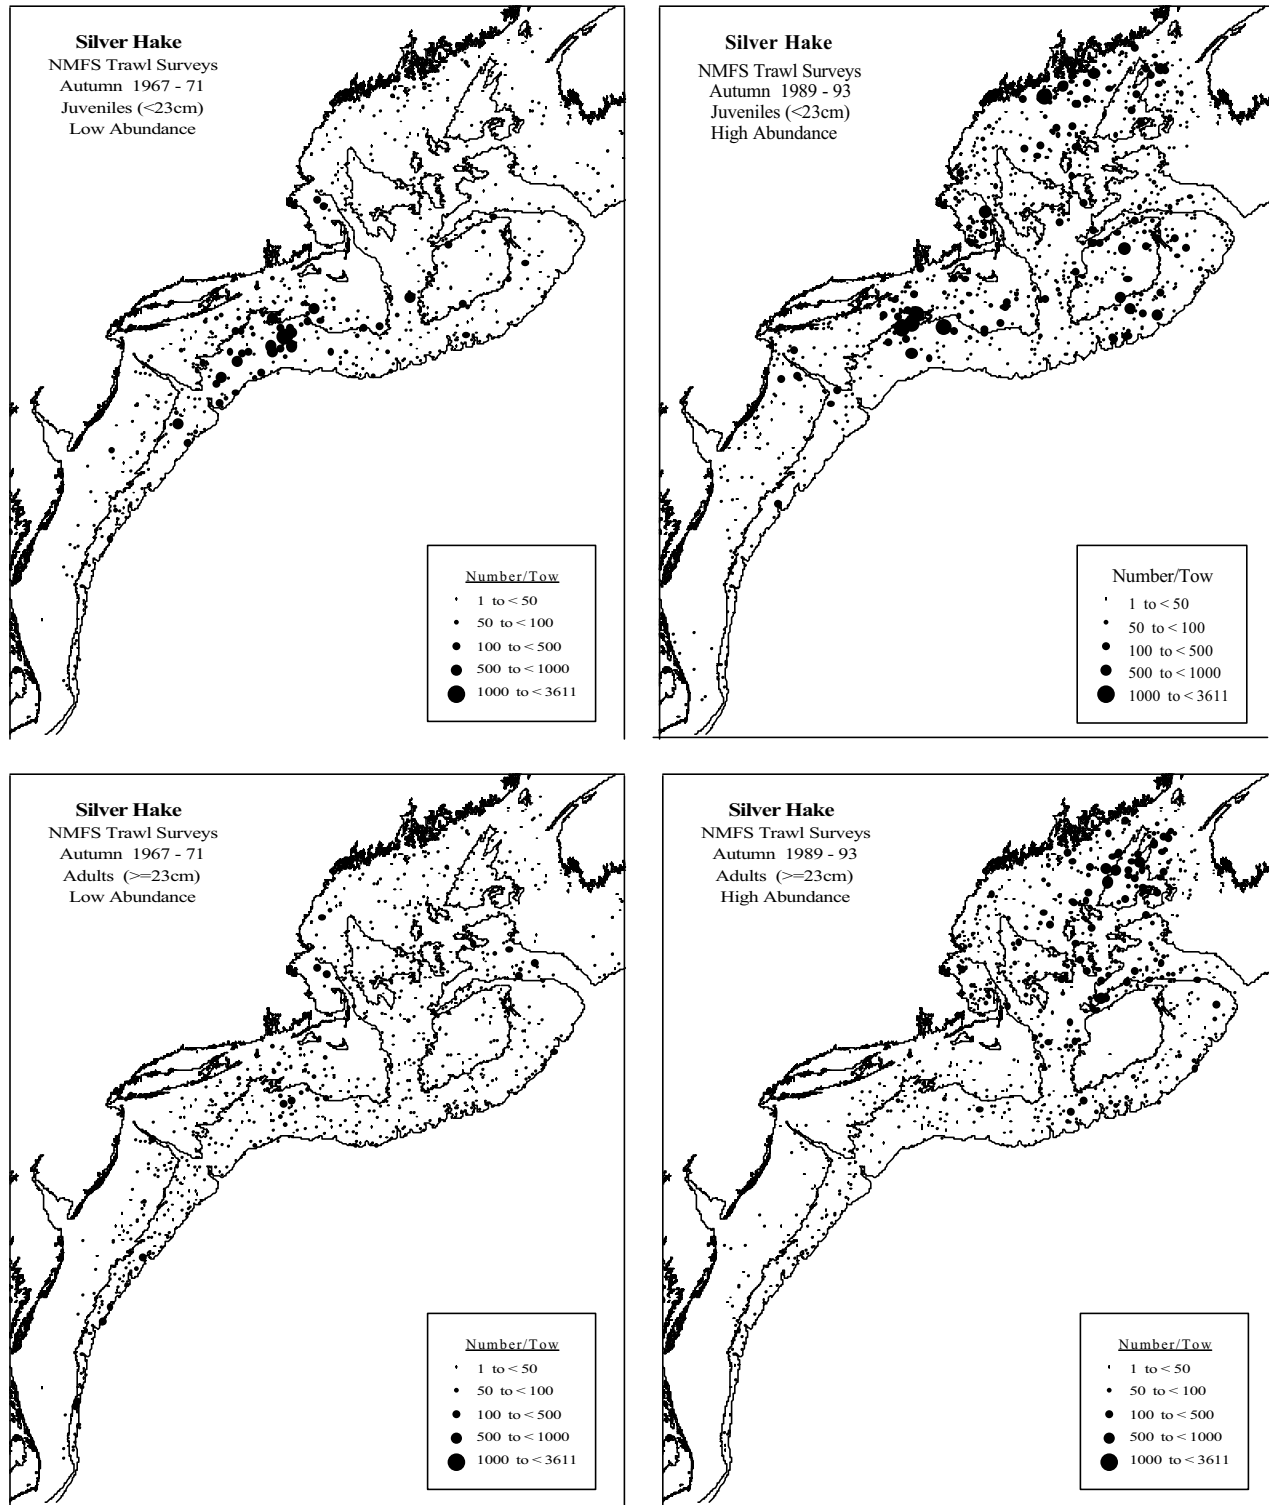 Silver Hake
NMFS Trawl Surveys
Autumn 1967 - 71
Juveniles (<23cm)
Low Abundance
Number/Tow
1 to < 50
50 to < 100
100 to < 500
500 to < 1000
1000 to < 3611
Silver Hake
NMFS Trawl Surveys
Autumn 1989 - 93
Juveniles (<23cm)
High Abundance
Number/Tow
1 to < 50
50 to < 100
100 to < 500
500 to < 1000
1000 to < 3611
Silver Hake
NMFS Trawl Surveys
Autumn 1967 - 71
Adults (>=23cm)
Low Abundance
Number/Tow
1 to < 50
50 to < 100
100 to < 500
500 to < 1000
1000 to < 3611
Silver Hake
NMFS Trawl Surveys
Autumn 1989 - 93
Adults (>=23cm)
High Abundance
Number/Tow
1 to < 50
50 to < 100
100 to < 500
500 to < 1000
1000 to < 3611